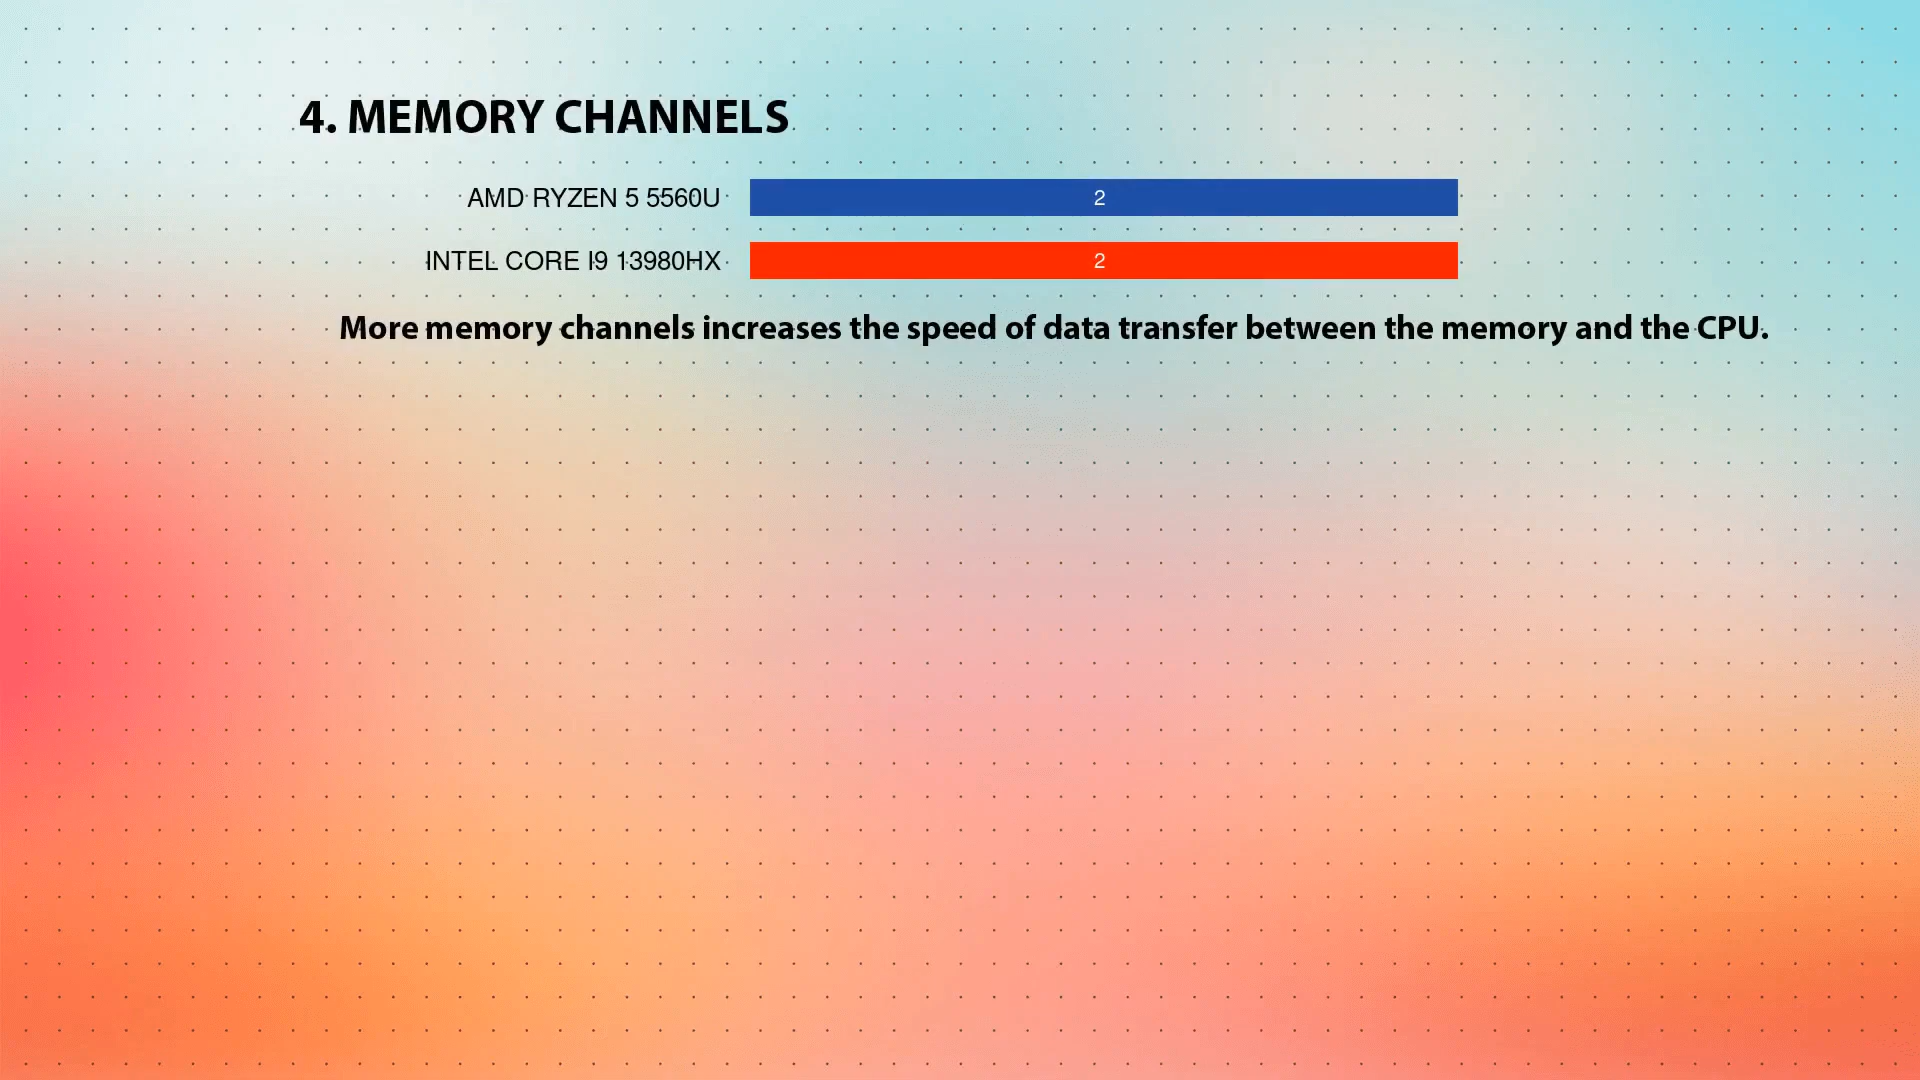 4. MEMORY CHANNELS
AMD RYZEN 5 5560U
2
INTEL CORE I9 13980HX
2
More memory channels increases the speed of data transfer between the memory and the CPU.